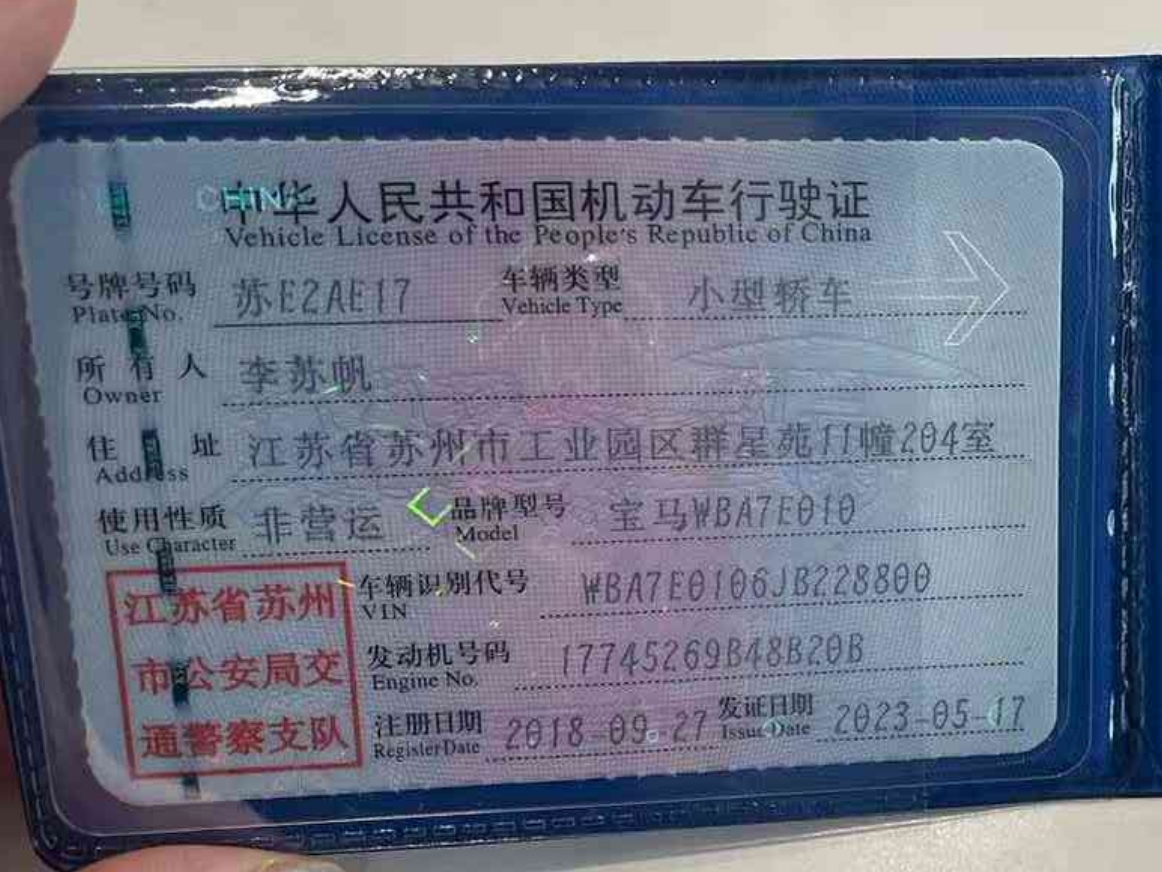 中华人民共和国机动车行驶证
Vehicle License of the People's Republic of China
号牌号码 苏E2AE17 车辆类型 小型轿车
Plate No. Vehicle Type
所有人 李苏帆
Owner
住址 江苏省苏州市工业园区群星苑11幢204室
Address
使用性质 非营运 品牌型号 宝马WBA7E010
Use Character Model
江苏省苏州
市公安局交
通警察支队
车辆识别代号 WBA7E0106JB228800
VIN
发动机号码 17745269B48B20B
Engine No.
注册日期 2018-09-27 发证日期 2023-05-17
Register Date Issue Date